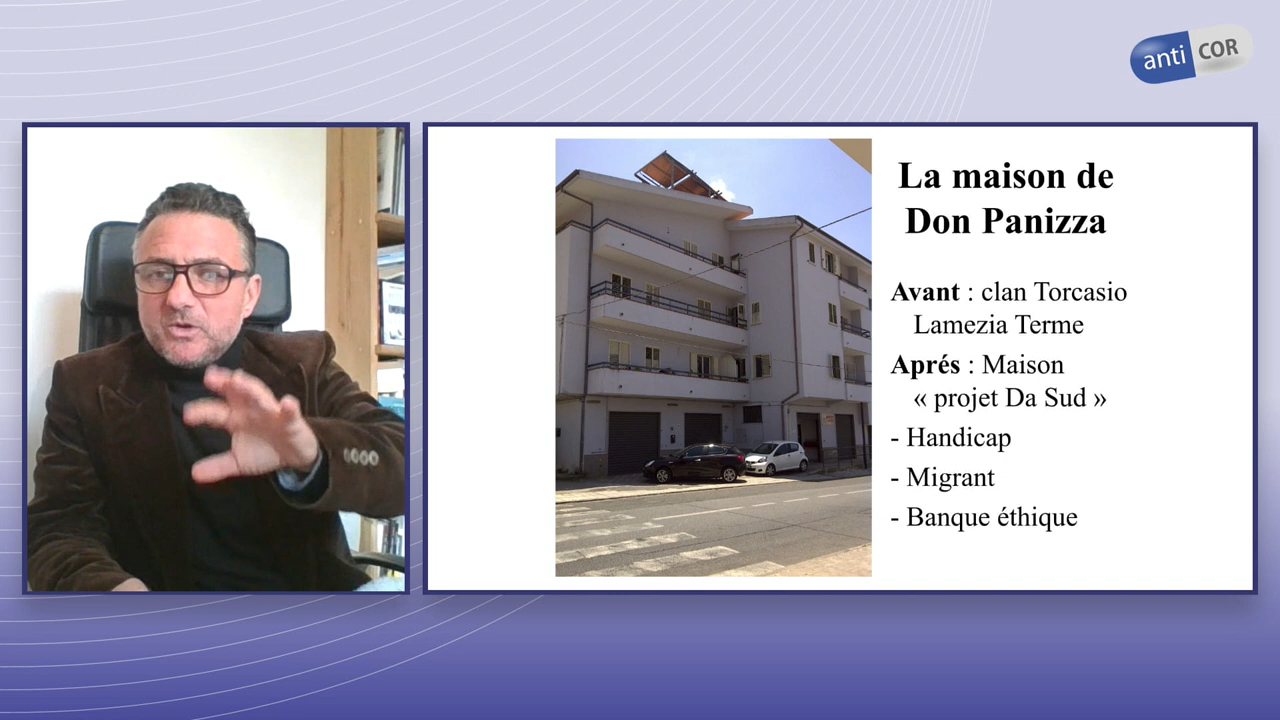 anti COR
La maison de
Don Panizza
Avant : clan Torcasio
Lamezia Terme
Aprés : Maison
« projet Da Sud »
- Handicap
- Migrant
- Banque éthique